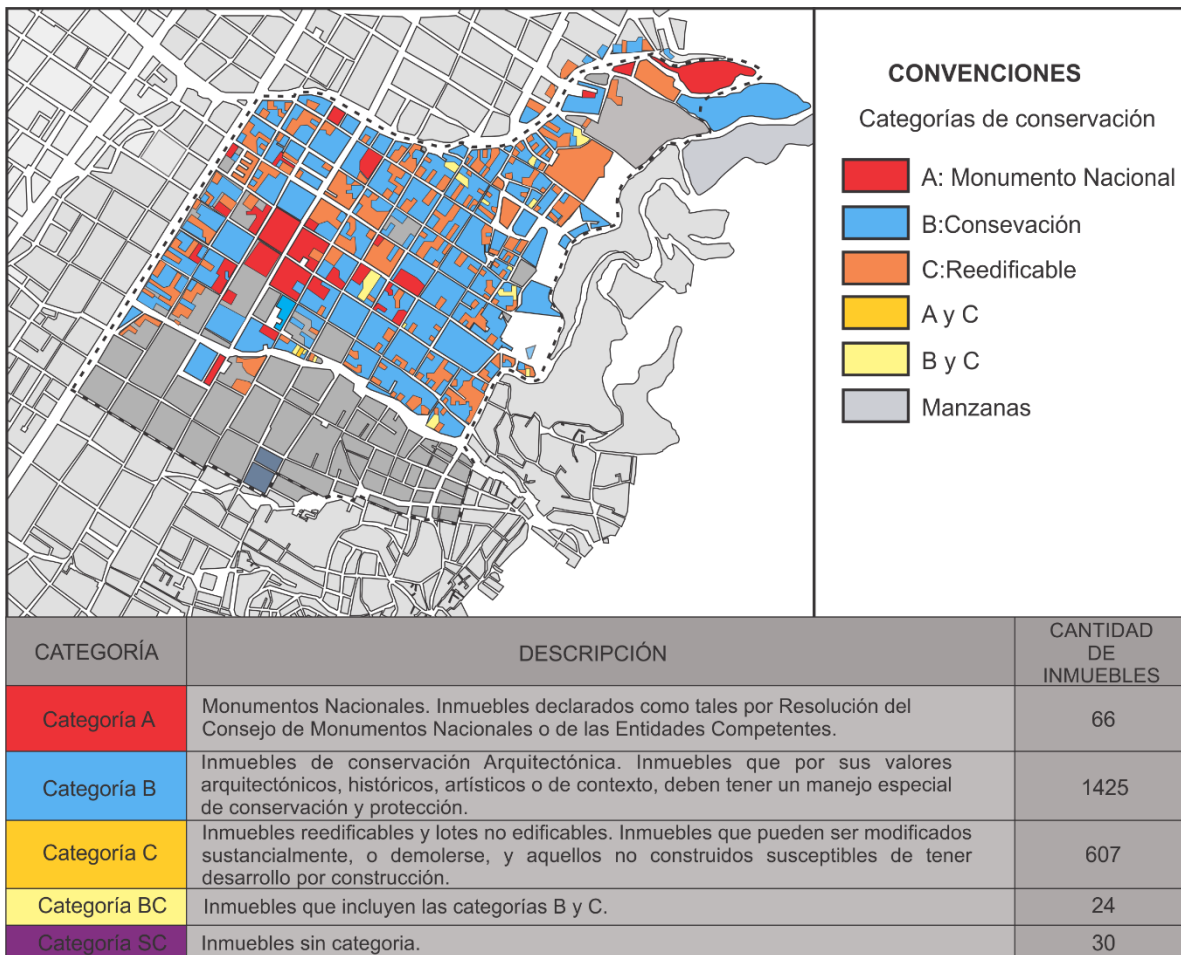 CONVENCIONES
Categorías de conservación
A: Monumento Nacional
B:Consevación
C:Reedificable
A y C
B y C
Manzanas
CATEGORÍA
DESCRIPCIÓN
CANTIDAD
DE
INMUEBLES
Categoría A
Monumentos Nacionales. Inmuebles declarados como tales por Resolución del
Consejo de Monumentos Nacionales o de las Entidades Competentes.
66
Categoría B
Inmuebles de conservación Arquitectónica. Inmuebles que por sus valores
arquitectónicos, históricos, artísticos o de contexto, deben tener un manejo especial
de conservación y protección.
1425
Categoría C
Inmuebles reedificables y lotes no edificables. Inmuebles que pueden ser modificados
sustancialmente, o demolerse, y aquellos no construidos susceptibles de tener
desarrollo por construcción.
607
Categoría BC
Inmuebles que incluyen las categorías B y C.
24
Categoría SC
Inmuebles sin categoria.
30